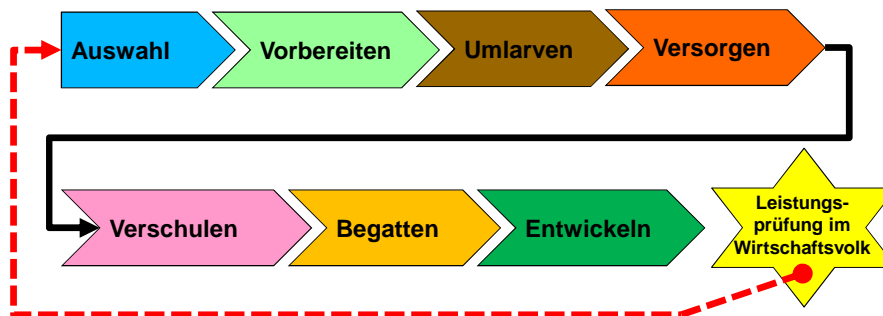 Auswahl
Vorbereiten
Umlarven
Versorgen
Verschulen
Begatten
Entwickeln
Leistungs-
prüfung im
Wirtschaftsvolk